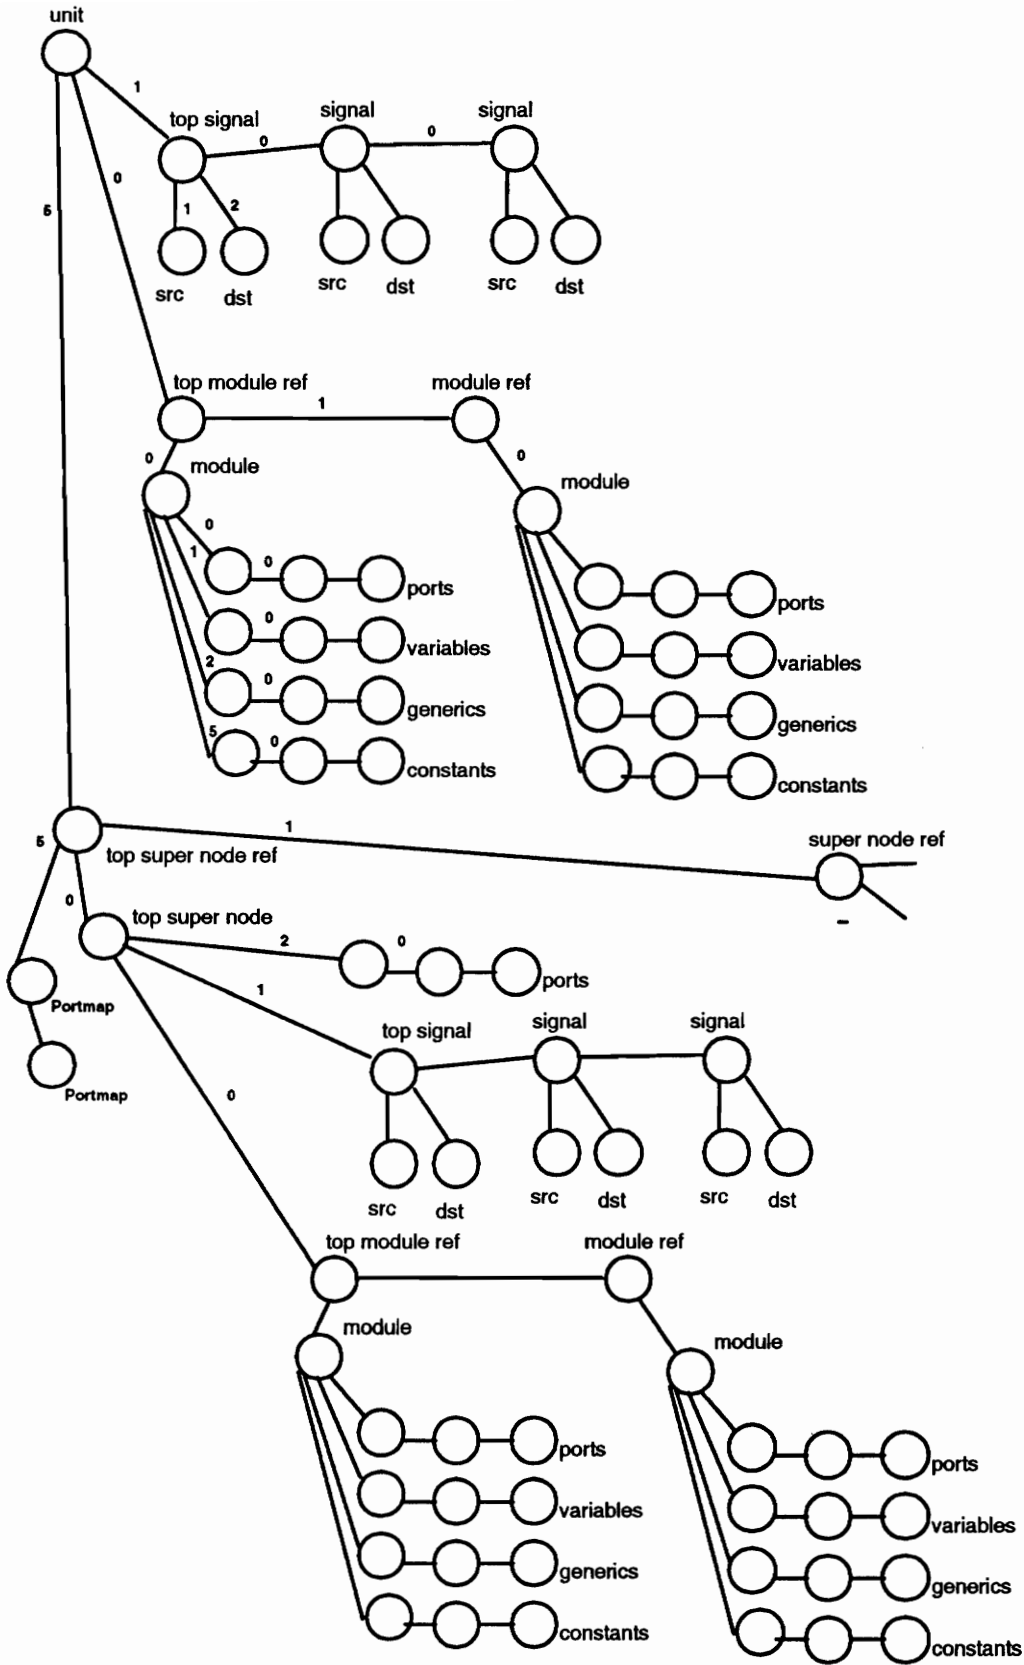 unit
1
top signal
signal
signal
0
0
0
5
1
2
src
dst
src
dst
src
dst
top module ref
module ref
1
0
0
module
module
0
1
0
ports
ports
0
variables
variables
2
0
generics
generics
5
0
constants
constants
5
1
super node ref
top super node ref
0
top super node
2
0
ports
1
Portmap
top signal
signal
signal
Portmap
0
src
dst
src
dst
src
dst
top module ref
module ref
module
module
ports
ports
variables
variables
generics
generics
constants
constants